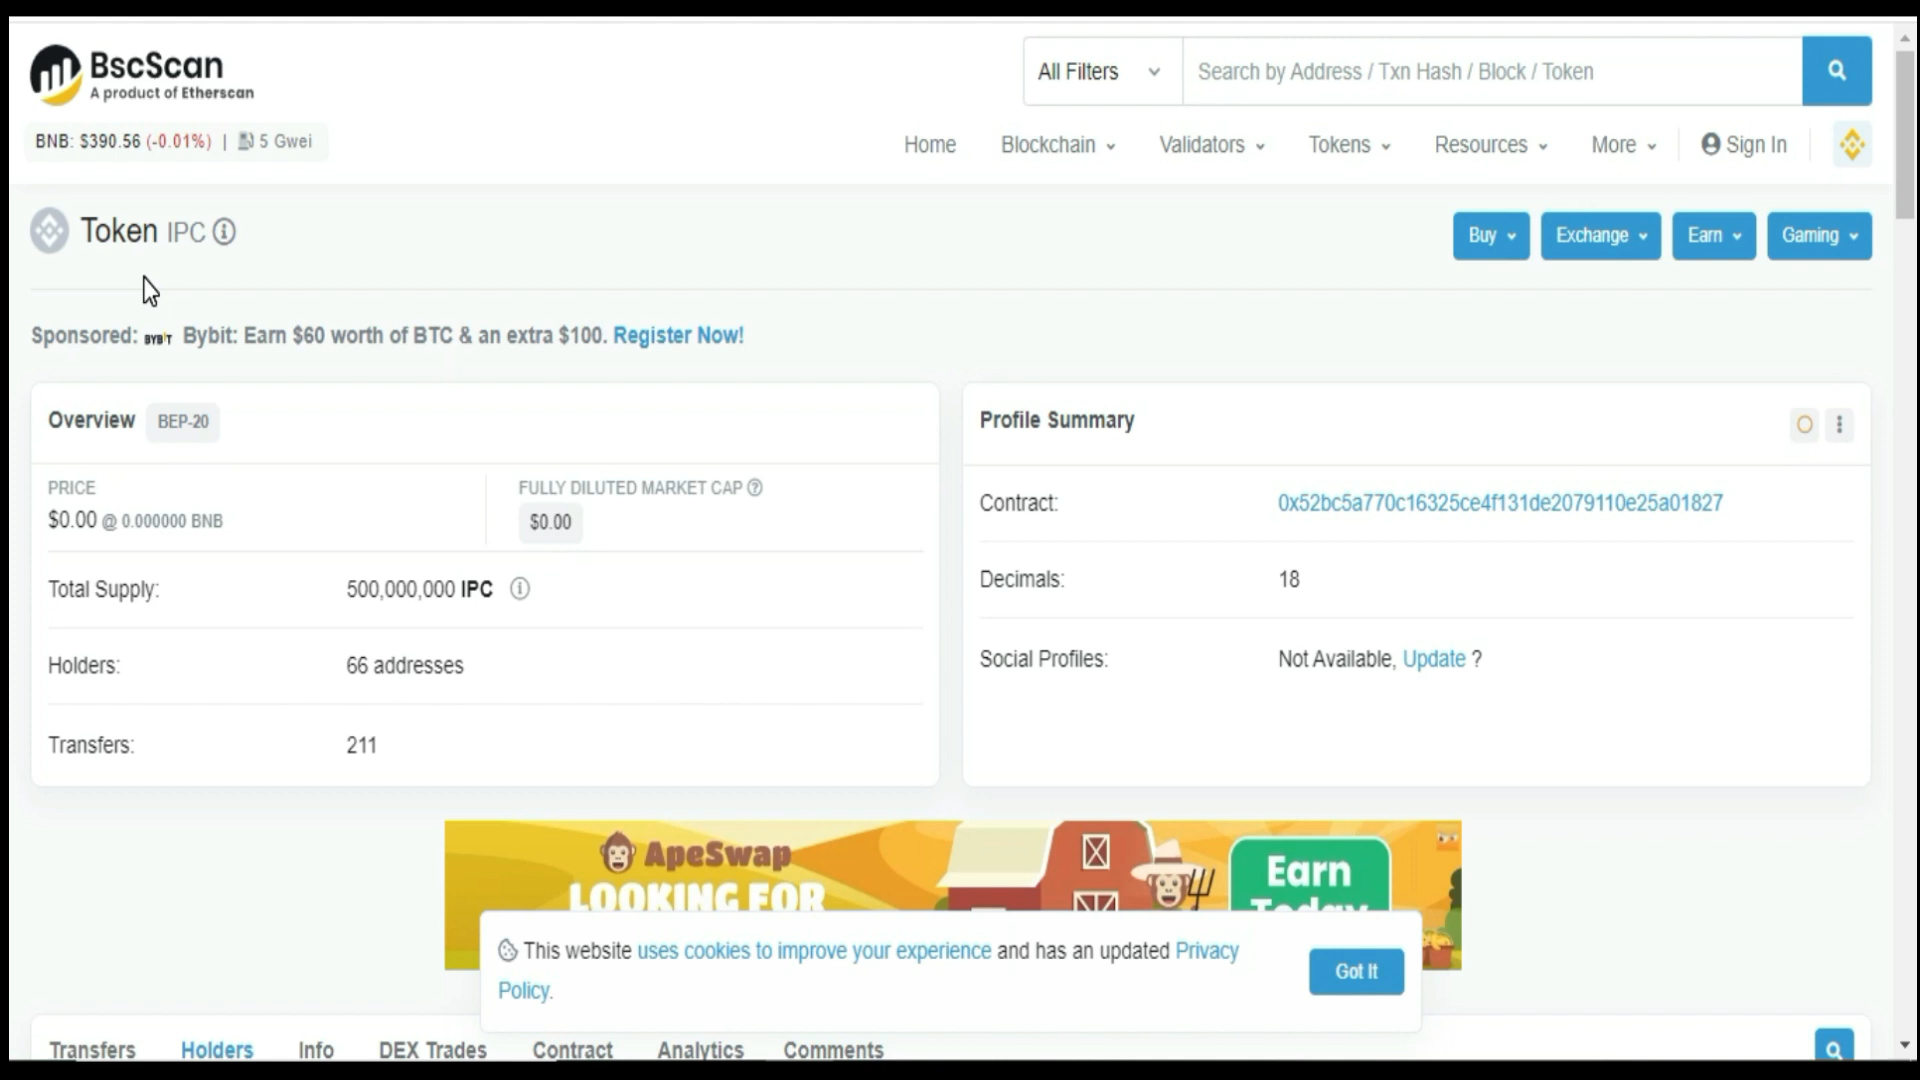 BscScan
A product of Etherscan
All Filters
Search by Address / Txn Hash / Block / Token
BNB: $390.56 (-0.01%) | 5 Gwei
Home Blockchain Validators Tokens Resources More Sign In
Token IPC
Buy Exchange Earn Gaming
Sponsored: BYBIT Bybit: Earn $60 worth of BTC & an extra $100. Register Now!
Overview BEP-20
PRICE
$0.00 @ 0.000000 BNB
FULLY DILUTED MARKET CAP
$0.00
Total Supply: 500,000,000 IPC
Holders: 66 addresses
Transfers: 211
Profile Summary
Contract: 0x52bc5a770c16325ce4f131de2079110e25a01827
Decimals: 18
Social Profiles: Not Available, Update ?
ApeSwap
LOOKING FOR
Earn
Today
This website uses cookies to improve your experience and has an updated Privacy
Policy.
Got It
Transfers Holders Info DEX Trades Contract Analytics Comments